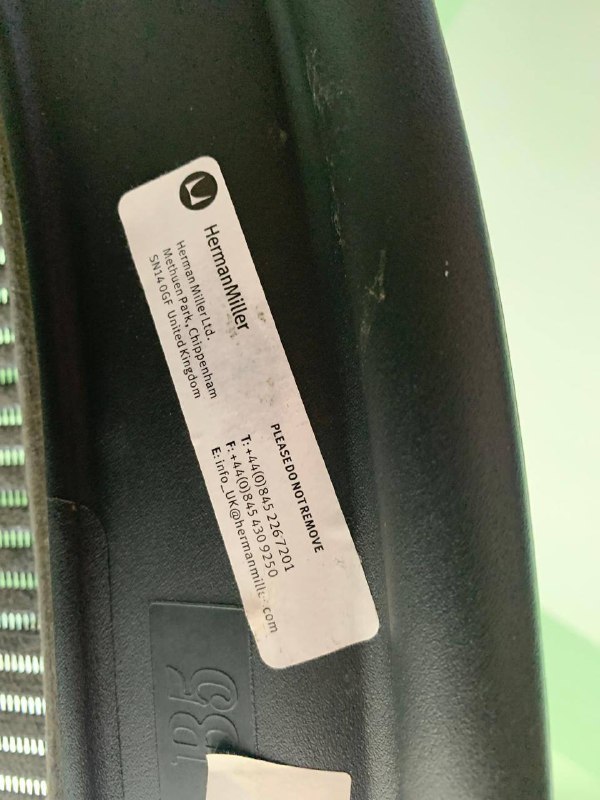 HermanMiller
Herman Miller Ltd.
Methuen Park, Chippenham
SN14 0GF United Kingdom
PLEASE DO NOT REMOVE
T: +44(0)845 226 7201
F: +44(0)845 430 9250
E: info_UK@hermanmiller.com